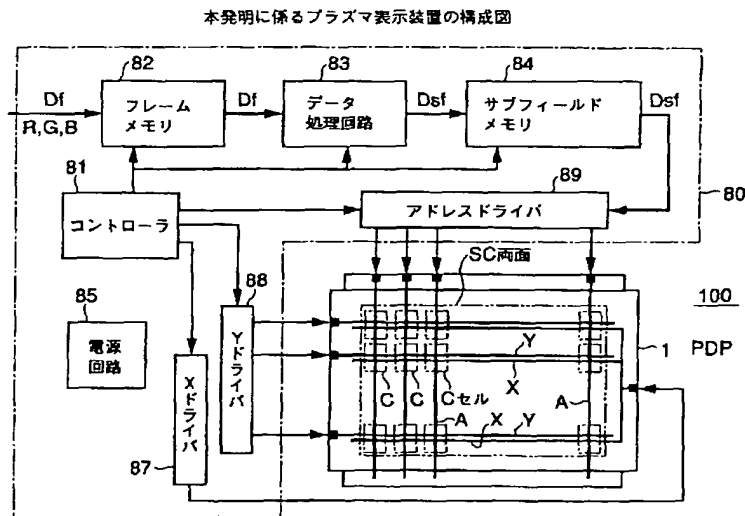 本発明に係るプラズマ表示装置の構成図
82
83
84
Df
R,G,B
フレーム
メモリ
Df
データ
処理回路
Dsf
サブフィールド
メモリ
Dsf
81
コントローラ
89
アドレスドライバ
80
SC両面
100
85
電源
回路
88
Yドライバ
Xドライバ
87
1
PDP
Y
X
C
C
Cセル
A
A
X
Y